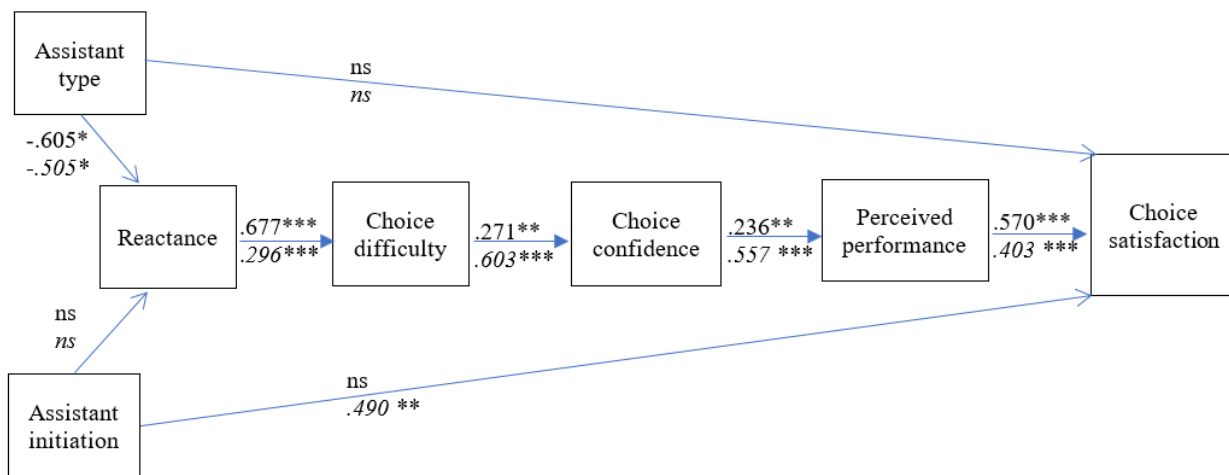 Assistant
type
ns
ns
-.605*
-.505*
Reactance
.677***
.296***
Choice
difficulty
.271**
.603***
Choice
confidence
.236**
.557 ***
Perceived
performance
.570***
.403 ***
Choice
satisfaction
ns
ns
Assistant
initiation
ns
.490 **